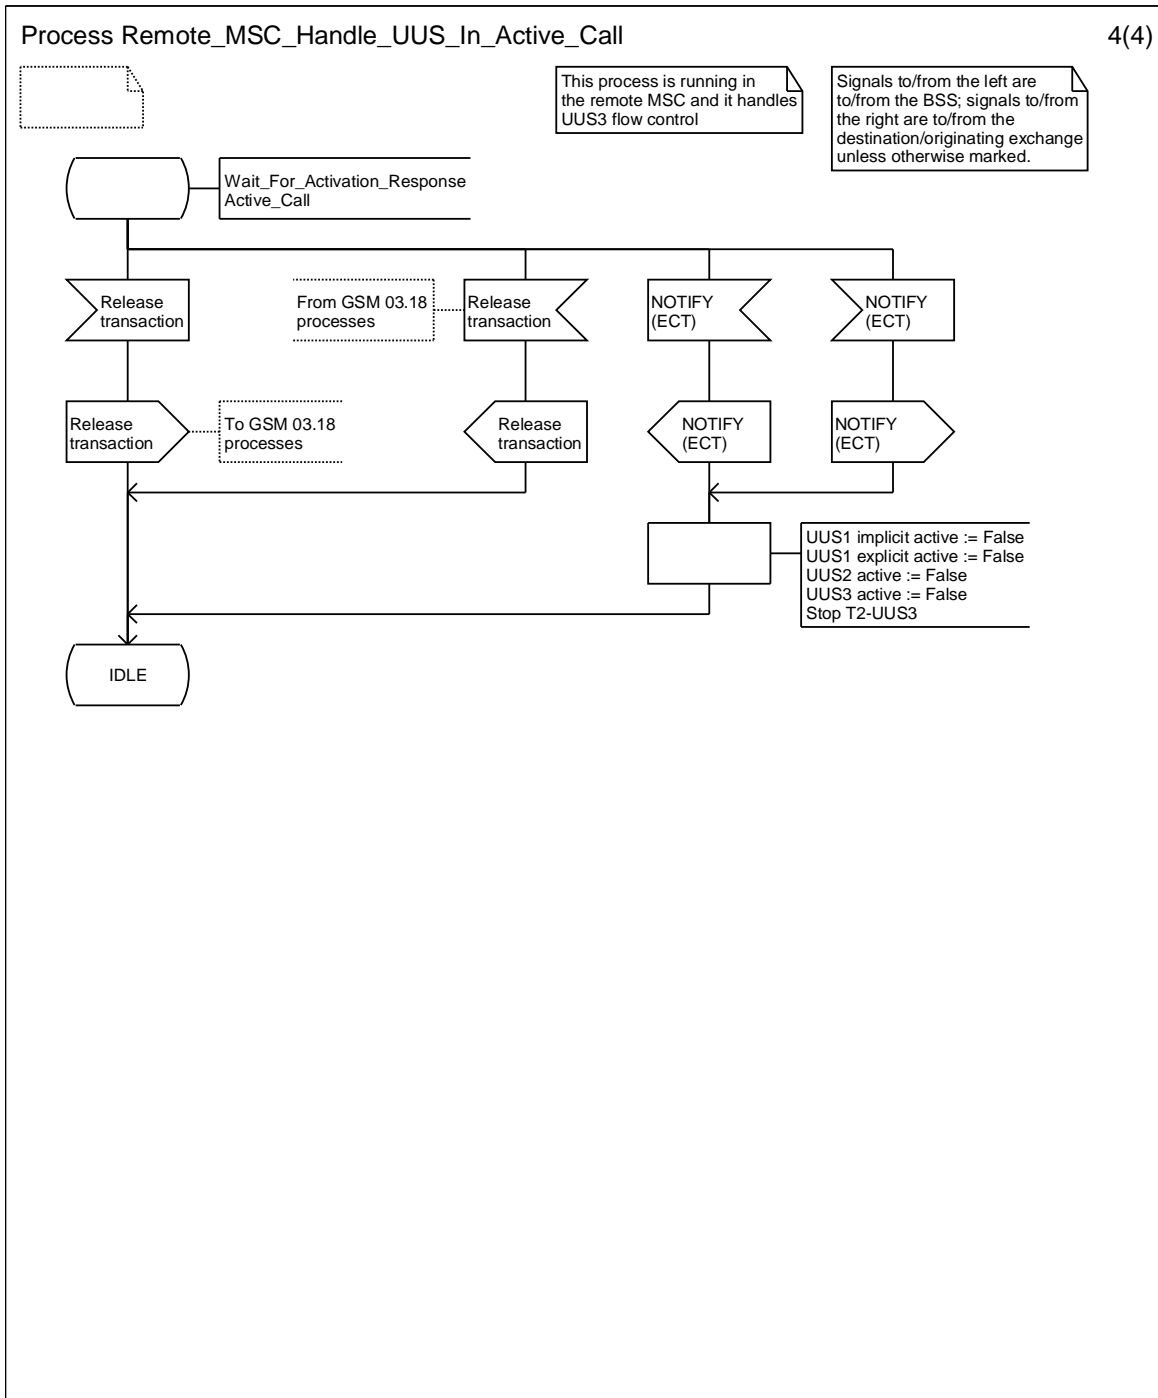 Process Remote_MSC_Handle_UUS_In_Active_Call
4(4)
This process is running in
the remote MSC and it handles
UUS3 flow control
Signals to/from the left are
to/from the BSS; signals to/from
the right are to/from the
destination/originating exchange
unless otherwise marked.
Wait_For_Activation_Response
Active_Call
Release
transaction
From GSM 03.18
processes
Release
transaction
NOTIFY
(ECT)
NOTIFY
(ECT)
Release
transaction
To GSM 03.18
processes
Release
transaction
NOTIFY
(ECT)
NOTIFY
(ECT)
UUS1 implicit active := False
UUS1 explicit active := False
UUS2 active := False
UUS3 active := False
Stop T2-UUS3
IDLE